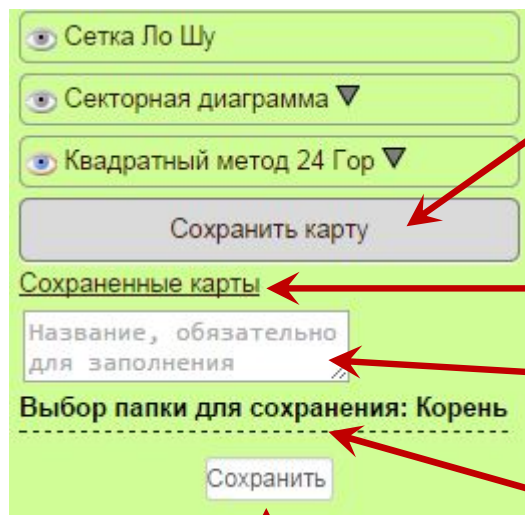 Сетка Ло Шу
Секторная диаграмма
Квадратный метод 24 Гор
Сохранить карту
Сохраненные карты
Название, обязательно
для заполнения
Выбор папки для сохранения: Корень
Сохранить